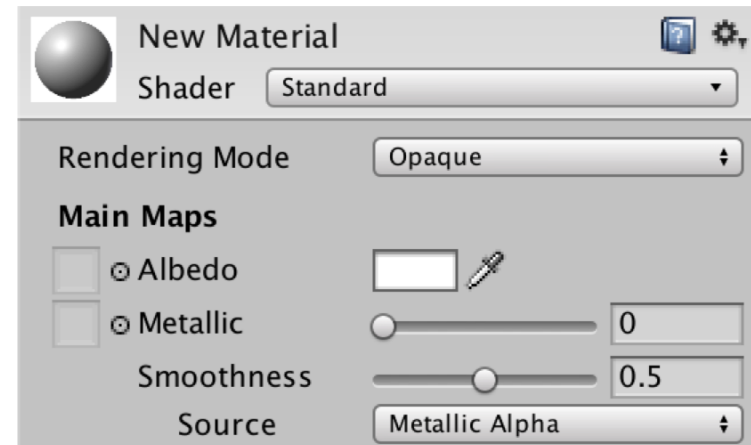 New Material
Shader Standard
Rendering Mode Opaque
Main Maps
Albedo
Metallic 0
Smoothness 0.5
Source Metallic Alpha